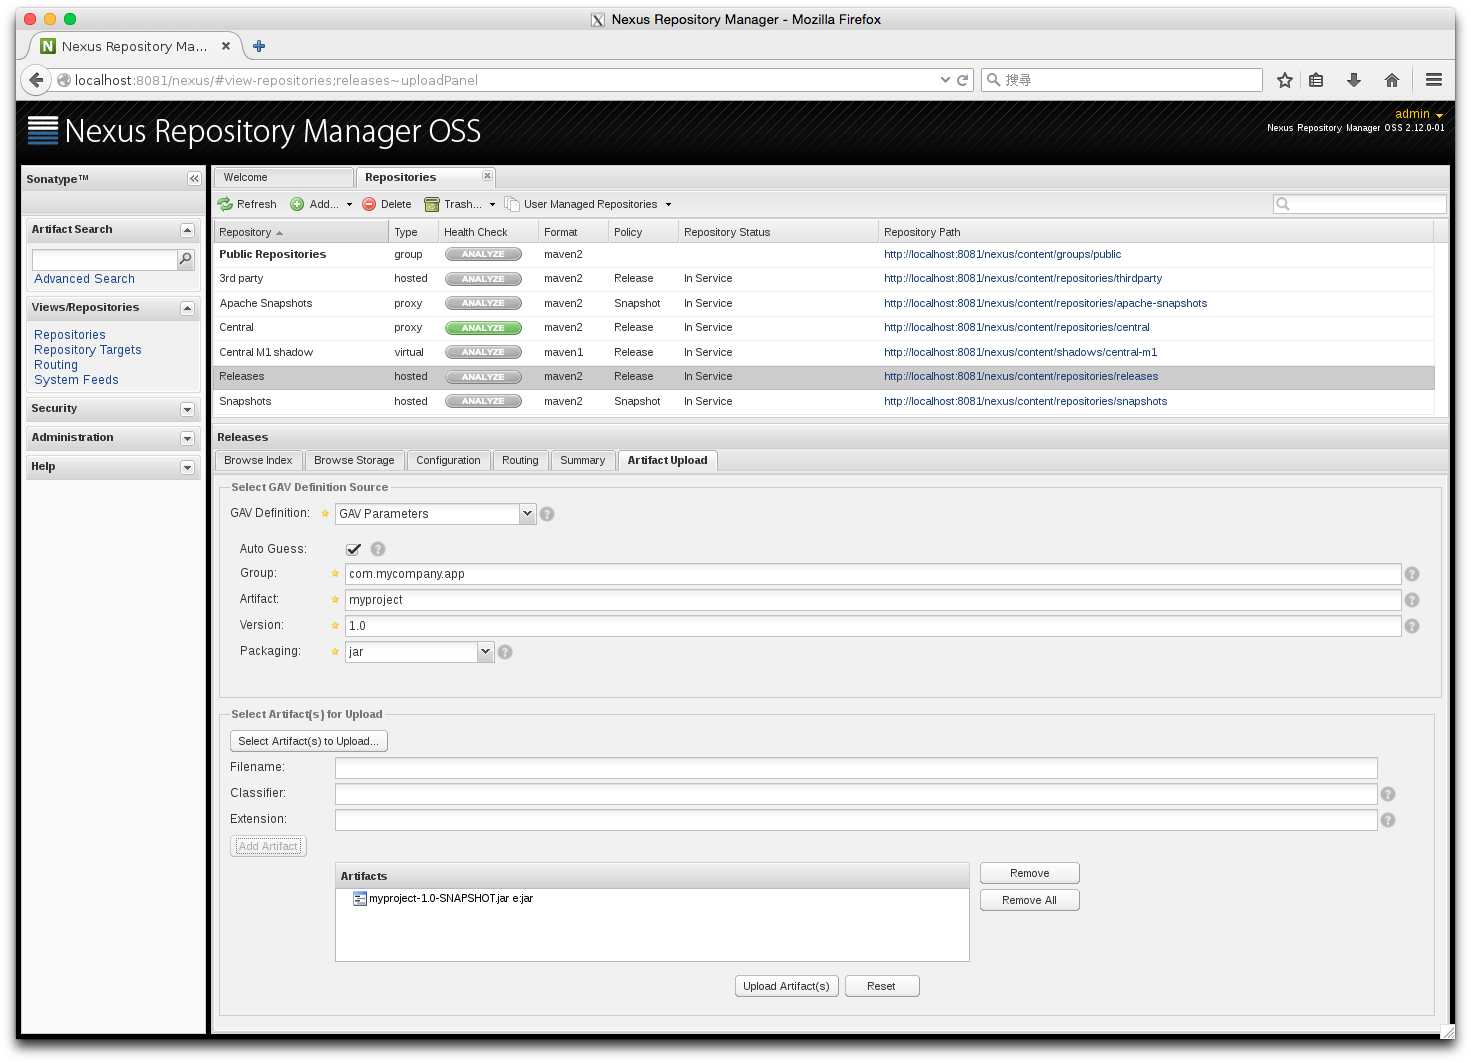 Nexus Repository Manager - Mozilla Firefox
Nexus Repository Ma...
localhost:8081/nexus/#view-repositories;releases~uploadPanel
搜尋
Nexus Repository Manager OSS
admin
Nexus Repository Manager OSS 2.12.0-01
Sonatype™
Artifact Search
Advanced Search
Views/Repositories
Repositories
Repository Targets
Routing
System Feeds
Security
Administration
Help
Welcome
Repositories
Refresh Add... Delete Trash... User Managed Repositories
Repository Type Health Check Format Policy Repository Status Repository Path
Public Repositories group ANALYZE maven2 http://localhost:8081/nexus/content/groups/public
3rd party hosted ANALYZE maven2 Release In Service http://localhost:8081/nexus/content/repositories/thirdparty
Apache Snapshots proxy ANALYZE maven2 Snapshot In Service http://localhost:8081/nexus/content/repositories/apache-snapshots
Central proxy ANALYZE maven2 Release In Service http://localhost:8081/nexus/content/repositories/central
Central M1 shadow virtual ANALYZE maven1 Release In Service http://localhost:8081/nexus/content/shadows/central-m1
Releases hosted ANALYZE maven2 Release In Service http://localhost:8081/nexus/content/repositories/releases
Snapshots hosted ANALYZE maven2 Snapshot In Service http://localhost:8081/nexus/content/repositories/snapshots
Releases
Browse Index Browse Storage Configuration Routing Summary Artifact Upload
Select GAV Definition Source
GAV Definition: GAV Parameters
Auto Guess:
Group: com.mycompany.app
Artifact: myproject
Version: 1.0
Packaging: jar
Select Artifact(s) for Upload
Select Artifact(s) to Upload...
Filename:
Classifier:
Extension:
Add Artifact
Artifacts
myproject-1.0-SNAPSHOT.jar e:jar
Remove
Remove All
Upload Artifact(s) Reset